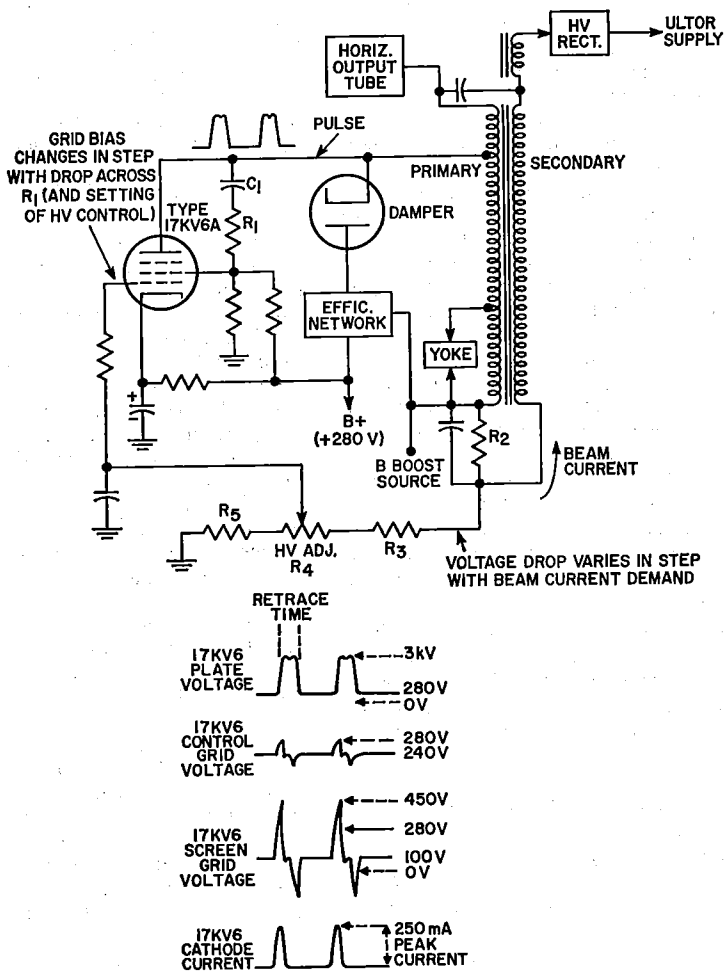 HV
RECT.
ULTOR
SUPPLY
HORIZ.
OUTPUT
TUBE
PULSE
GRID BIAS
CHANGES IN STEP
WITH DROP ACROSS
R1 (AND SETTING
OF HV CONTROL)
PRIMARY
SECONDARY
C1
TYPE
17KV6A
R1
DAMPER
EFFIC.
NETWORK
YOKE
+
-
B+
(+280 V)
R2
B BOOST
SOURCE
BEAM
CURRENT
R5
HV ADJ.
R4
R3
VOLTAGE DROP VARIES IN STEP
WITH BEAM CURRENT DEMAND
RETRACE
TIME
17KV6
PLATE
VOLTAGE
3kV
280V
0V
17KV6
CONTROL
GRID
VOLTAGE
280V
240V
17KV6
SCREEN
GRID
VOLTAGE
450V
280V
100V
0V
17KV6
CATHODE
CURRENT
250 mA
PEAK
CURRENT